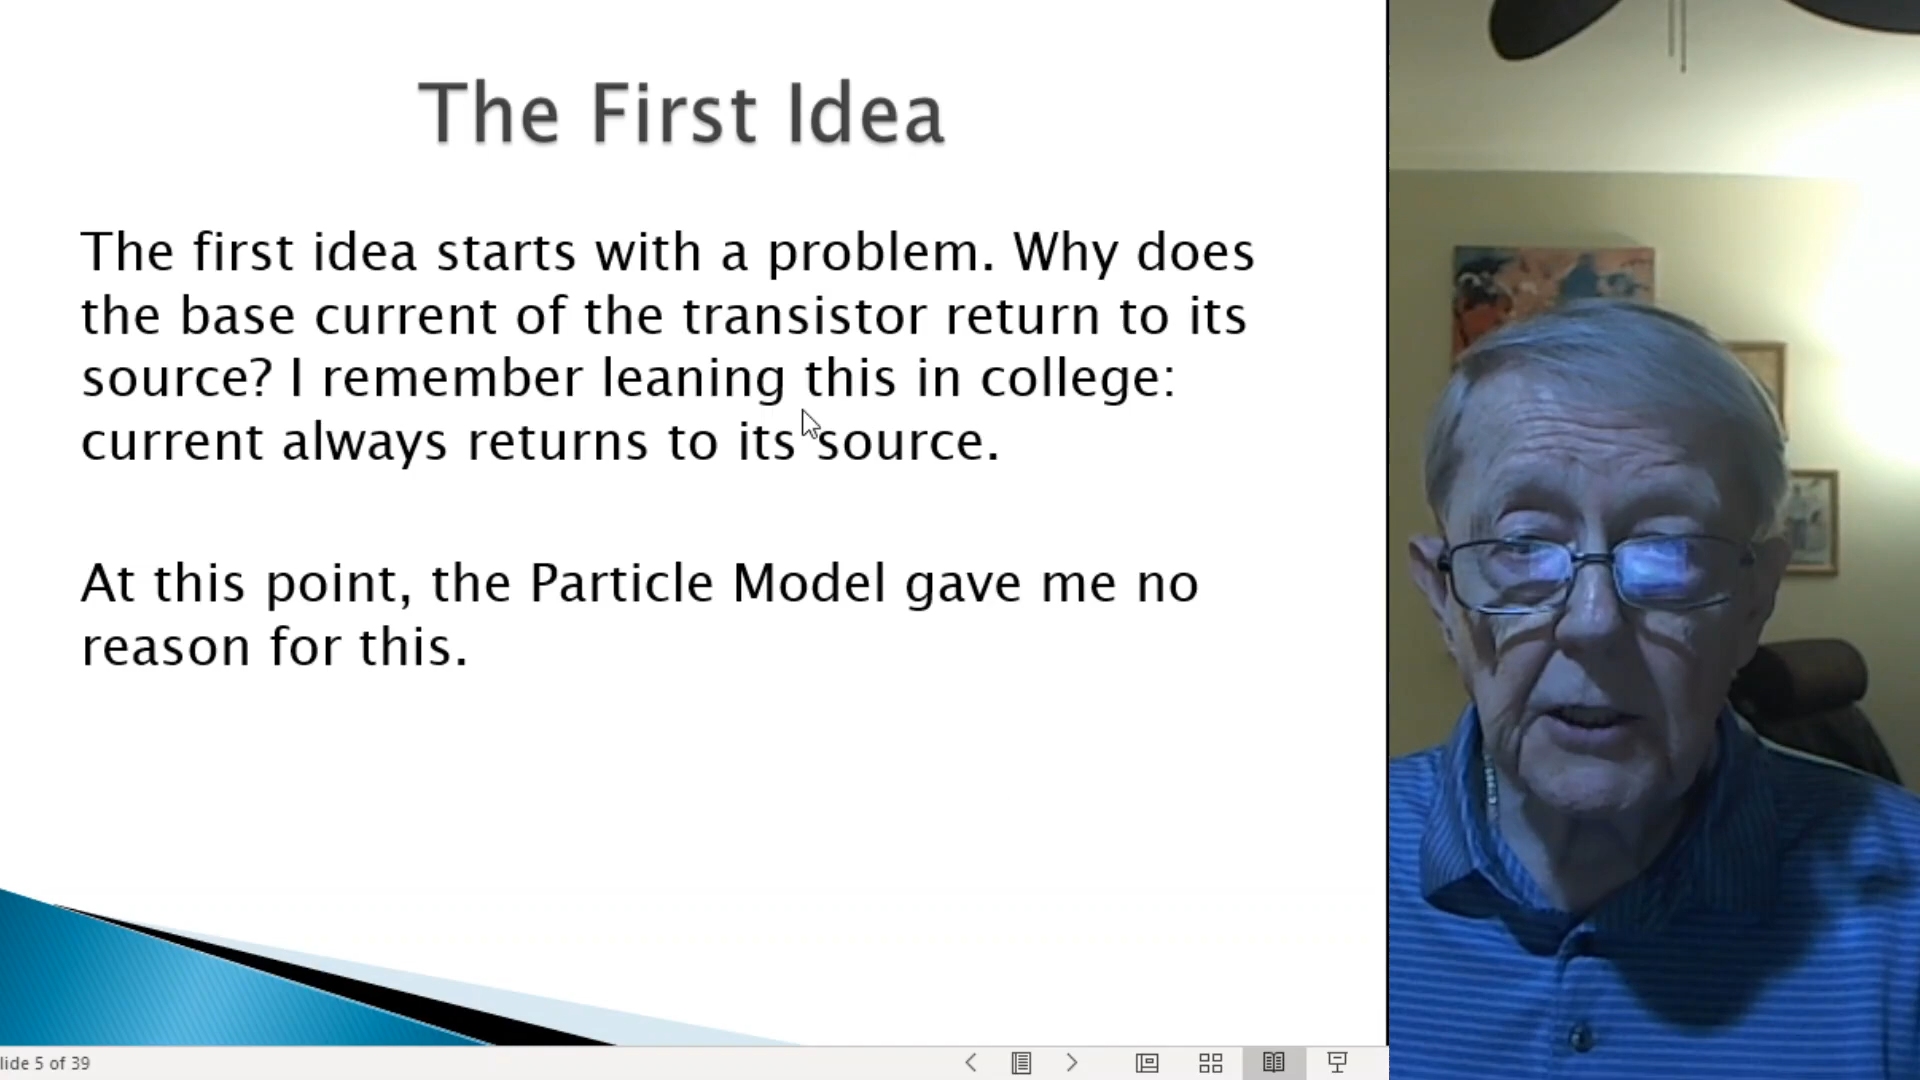 The First Idea
The first idea starts with a problem. Why does
the base current of the transistor return to its
source? I remember leaning this in college:
current always returns to its source.
At this point, the Particle Model gave me no
reason for this.
lide 5 of 39